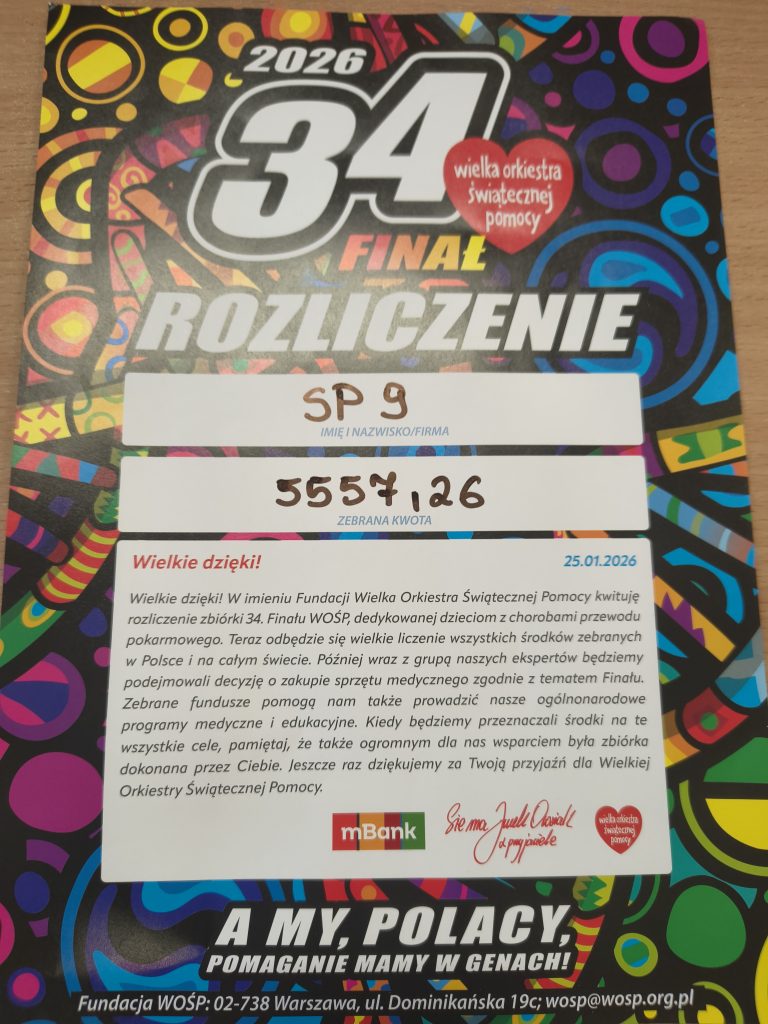 2026
34
wielka orkiestra
świątecznej
pomocy
FINAŁ
ROZLICZENIE
SP 9
IMIĘ I NAZWISKO/FIRMA
5557,26
ZEBRANA KWOTA
Wielkie dzięki! 25.01.2026
Wielkie dzięki! W imieniu Fundacji Wielka Orkiestra Świątecznej Pomocy kwituję
rozliczenie zbiórki 34. Finału WOŚP, dedykowanej dzieciom z chorobami przewodu
pokarmowego. Teraz odbędzie się wielkie liczenie wszystkich środków zebranych
w Polsce i na całym świecie. Później wraz z grupą naszych ekspertów będziemy
podejmowali decyzję o zakupie sprzętu medycznego zgodnie z tematem Finału.
Zebrane fundusze pomogą nam także prowadzić nasze ogólnonarodowe
programy medyczne i edukacyjne. Kiedy będziemy przeznaczali środki na te
wszystkie cele, pamiętaj, że także ogromnym dla nas wsparciem była zbiórka
dokonana przez Ciebie. Jeszcze raz dziękujemy za Twoją przyjaźń dla Wielkiej
Orkiestry Świątecznej Pomocy.
mBank
Sie ma Jurek Owsiak
z przyjaciele
wielka orkiestra
świątecznej
pomocy
A MY, POLACY,
POMAGANIE MAMY W GENACH!
Fundacja WOŚP: 02-738 Warszawa, ul. Dominikańska 19c; wosp@wosp.org.pl